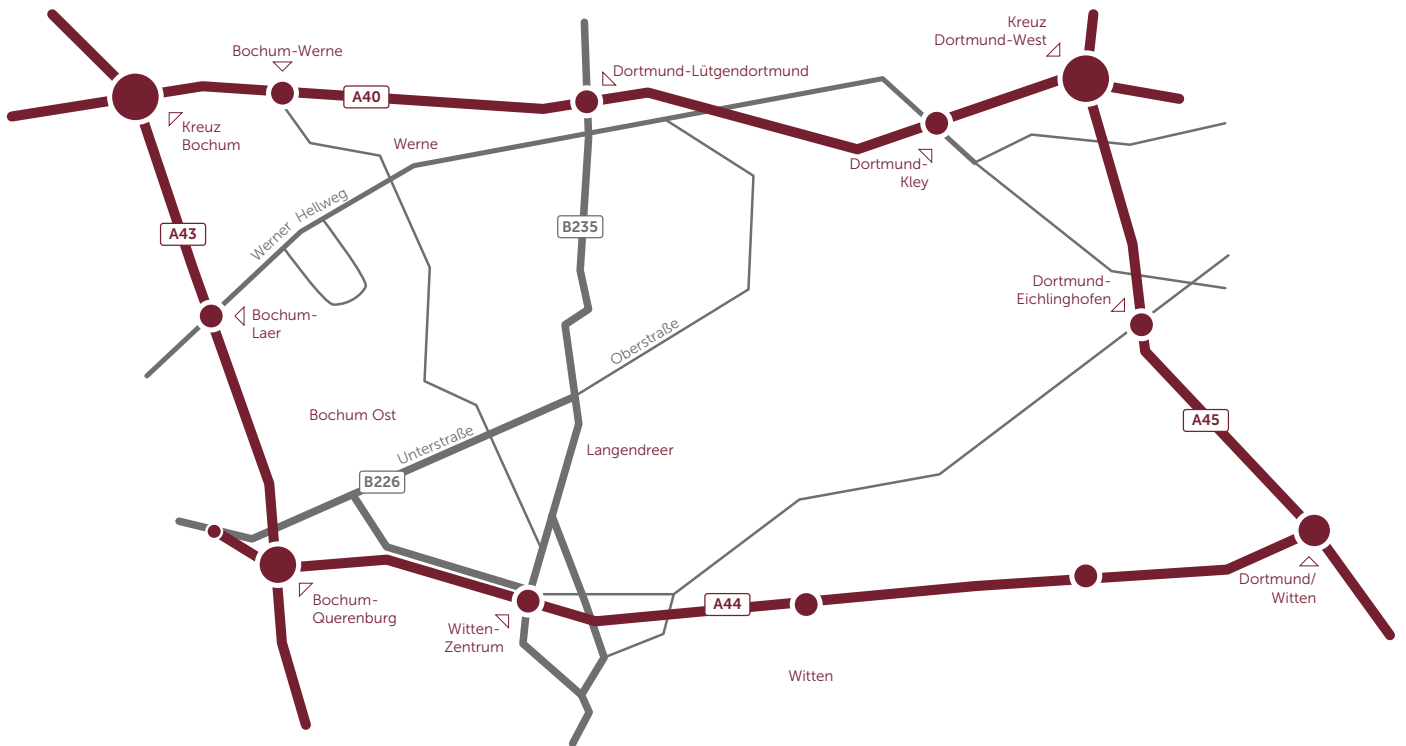 Kreuz
Dortmund-West
Bochum-Werne
Dortmund-Lütgendortmund
A40
Kreuz
Bochum
Werne
Dortmund-
Kley
Werner Hellweg
A43
B235
Dortmund-
Eichlinghofen
Bochum-
Laer
Oberstraße
Bochum Ost
A45
Unterstraße
Langendreer
B226
Dortmund/
Witten
Bochum-
Querenburg
A44
Witten-
Zentrum
Witten